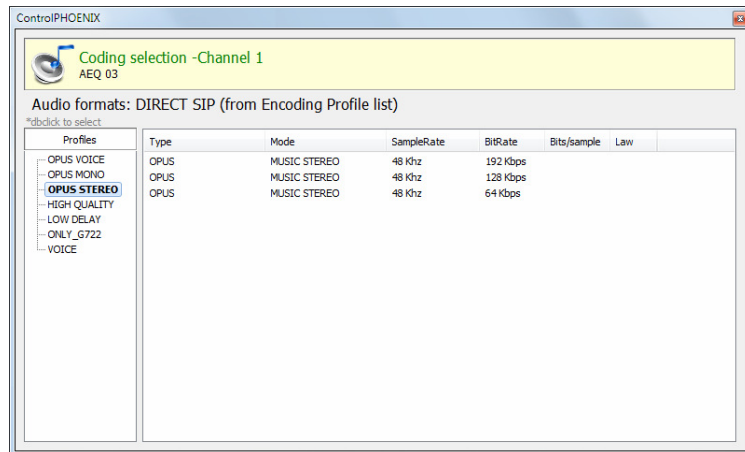 ControlPHOENIX
Coding selection -Channel 1
AEQ 03
Audio formats: DIRECT SIP (from Encoding Profile list)
*dbclick to select
Profiles
OPUS VOICE
OPUS MONO
OPUS STEREO
HIGH QUALITY
LOW DELAY
ONLY_G722
VOICE
Type Mode SampleRate BitRate Bits/sample Law
OPUS MUSIC STEREO 48 Khz 192 Kbps
OPUS MUSIC STEREO 48 Khz 128 Kbps
OPUS MUSIC STEREO 48 Khz 64 Kbps